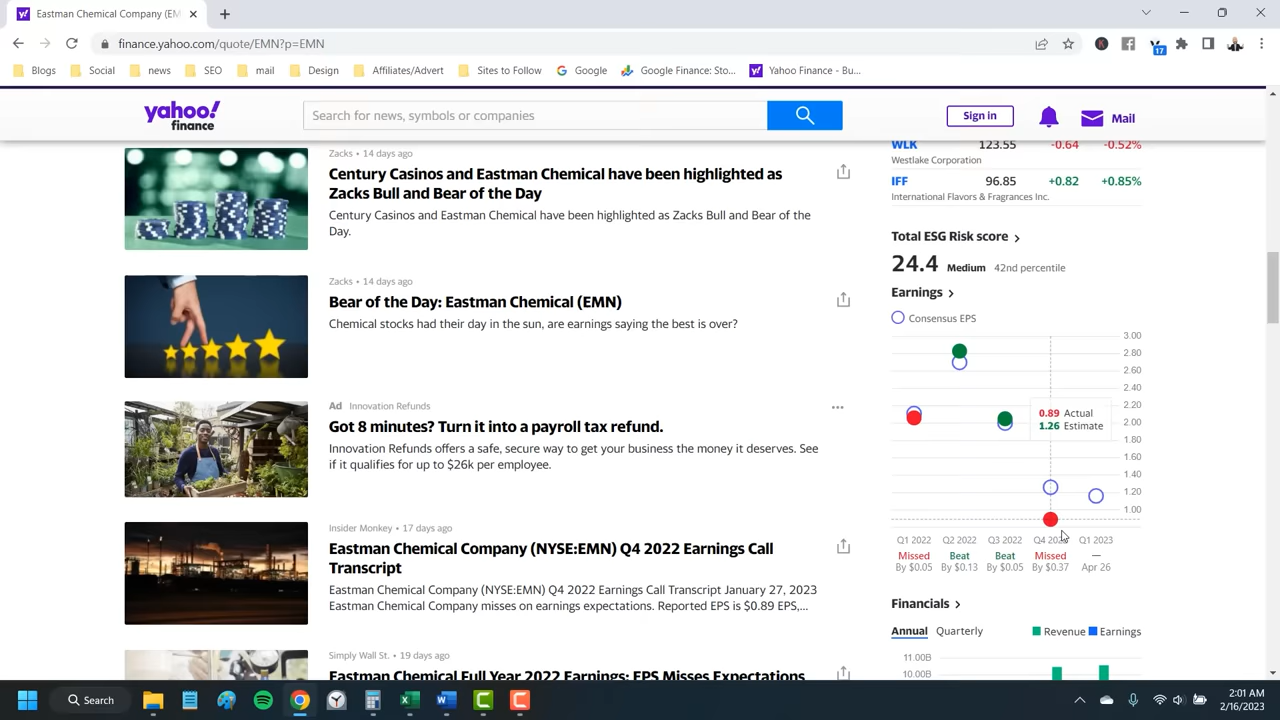 Eastman Chemical Company (EM
finance.yahoo.com/quote/EMN?p=EMN
17
Blogs
Social
news
SEO
mail
Design
Affiliates/Advert
Sites to Follow
Google
Google Finance: Sto...
Yahoo Finance - Bu...
yahoo!
finance
Search for news, symbols or companies
Sign in
Mail
Zacks • 14 days ago
Century Casinos and Eastman Chemical have been highlighted as
Zacks Bull and Bear of the Day
Century Casinos and Eastman Chemical have been highlighted as Zacks Bull and Bear of the
Day.
Zacks • 14 days ago
Bear of the Day: Eastman Chemical (EMN)
Chemical stocks had their day in the sun, are earnings saying the best is over?
Ad Innovation Refunds
Got 8 minutes? Turn it into a payroll tax refund.
Innovation Refunds offers a safe, secure way to get your business the money it deserves. See
if it qualifies for up to $26k per employee.
Insider Monkey • 17 days ago
Eastman Chemical Company (NYSE:EMN) Q4 2022 Earnings Call
Transcript
Eastman Chemical Company (NYSE:EMN) Q4 2022 Earnings Call Transcript January 27, 2023
Eastman Chemical Company misses on earnings expectations. Reported EPS is $0.89 EPS,...
Simply Wall St. • 19 days ago
Eastman Chemical Full Year 2022 Earnings: EPS Misses Expectations
WLK 123.55 -0.64 -0.52%
Westlake Corporation
IFF 96.85 +0.82 +0.85%
International Flavors & Fragrances Inc.
Total ESG Risk score
24.4 Medium 42nd percentile
Earnings
Consensus EPS
3.00
2.80
2.60
2.40
2.20
2.00
1.80
1.60
1.40
1.20
1.00
0.89 Actual
1.26 Estimate
Q1 2022 Q2 2022 Q3 2022 Q4 Q1 2023
Missed Beat Beat Missed —
By $0.05 By $0.13 By $0.05 By $0.37 Apr 26
Financials
Annual Quarterly Revenue Earnings
11.00B
10.00B
Search
2:01 AM
2/16/2023